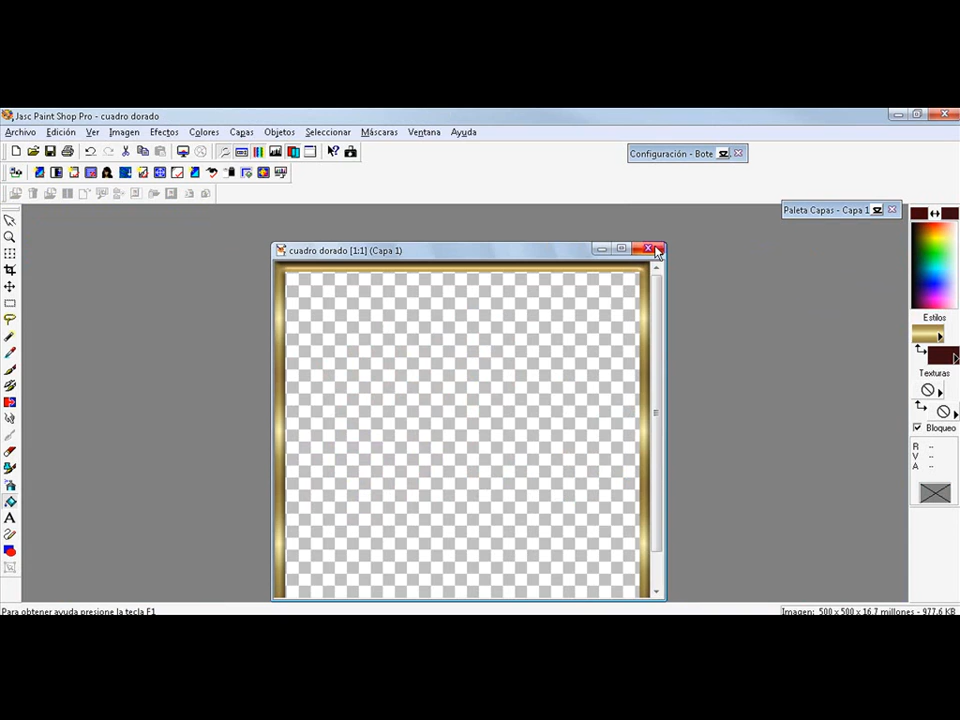 Jasc Paint Shop Pro - cuadro dorado
Archivo Edición Ver Imagen Efectos Colores Capas Objetos Seleccionar Máscaras Ventana Ayuda
Configuración - Bote
Paleta Capas - Capa 1
cuadro dorado [1:1] (Capa 1)
Estilos
Texturas
Bloqueo
R --
V --
A --
Para obtener ayuda presione la tecla F1
Imagen: 500 x 500 x 16.7 millones - 977.6 KB